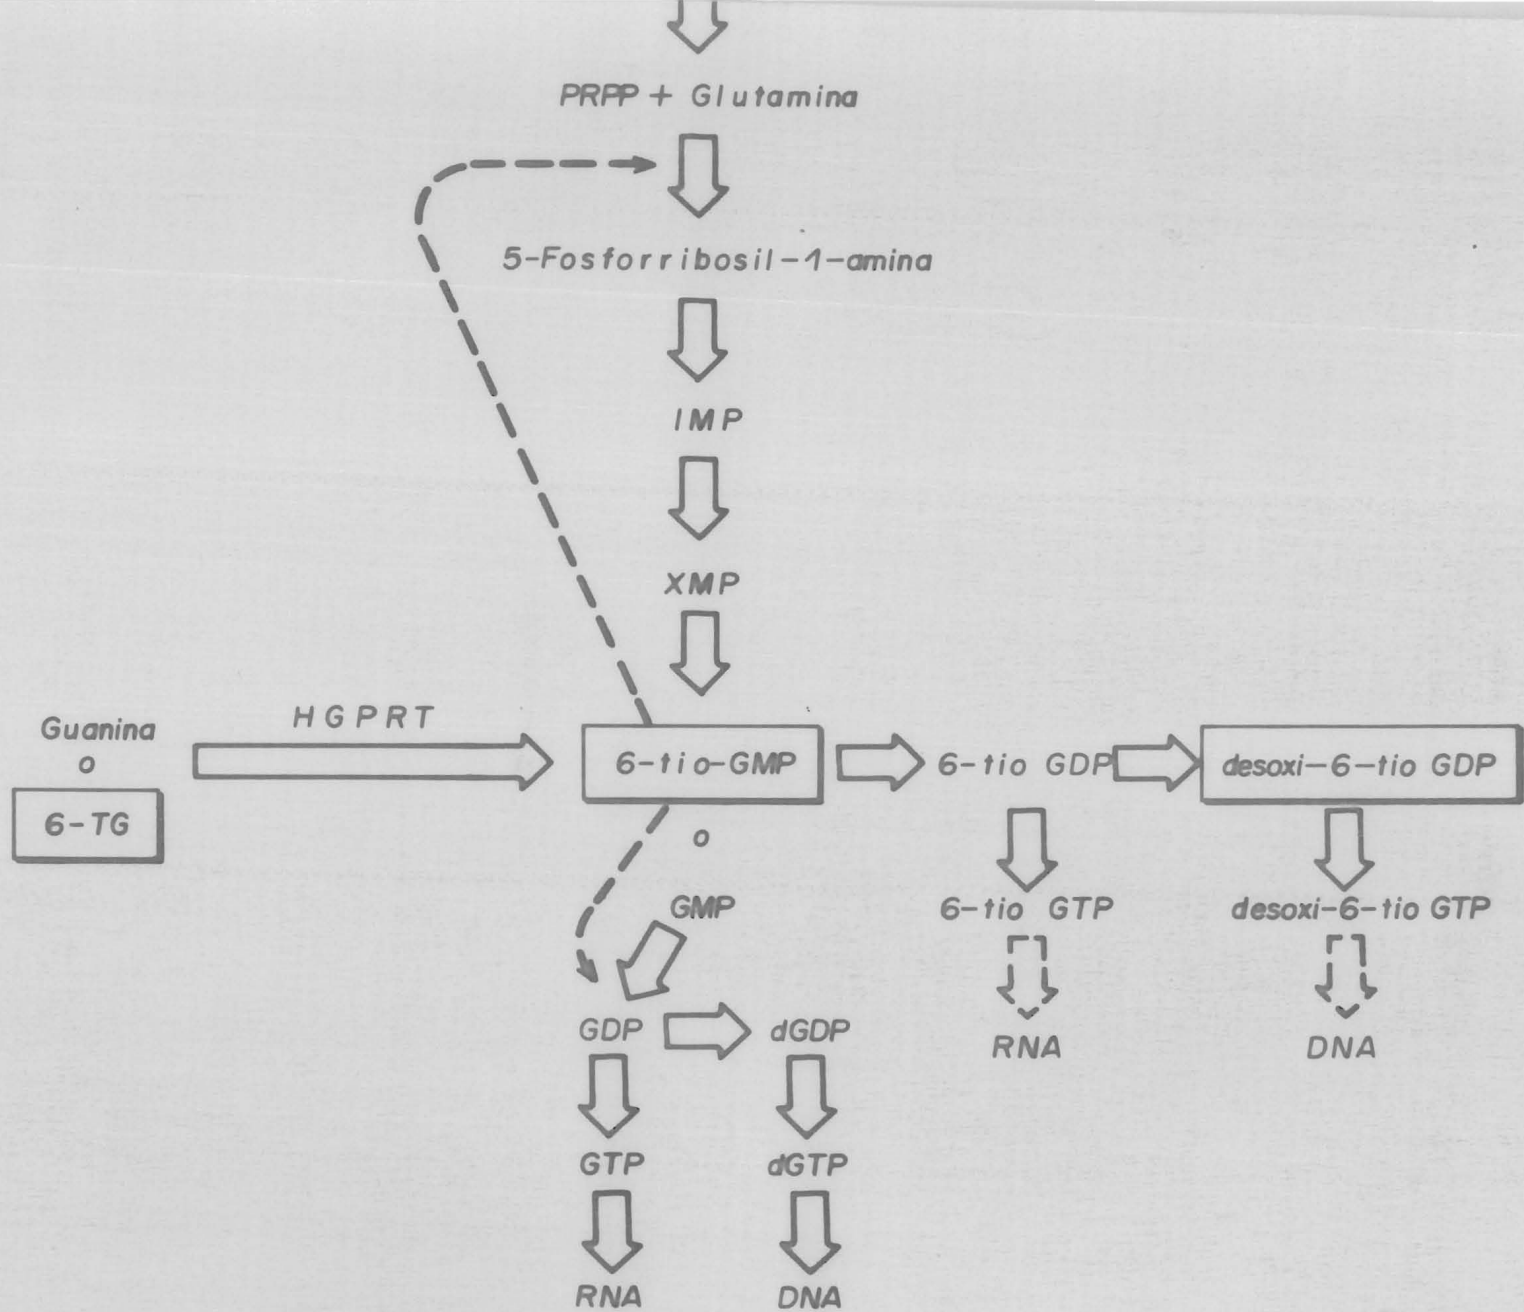 PRPP + Glutamina
5-Fosforribosil-1-amina
IMP
XMP
Guanina
o
6-TG
HGPRT
6-tio-GMP
6-tio GDP
desoxi-6-tio GDP
o
GMP
6-tio GTP
desoxi-6-tio GTP
GDP
dGDP
RNA
DNA
GTP
dGTP
RNA
DNA